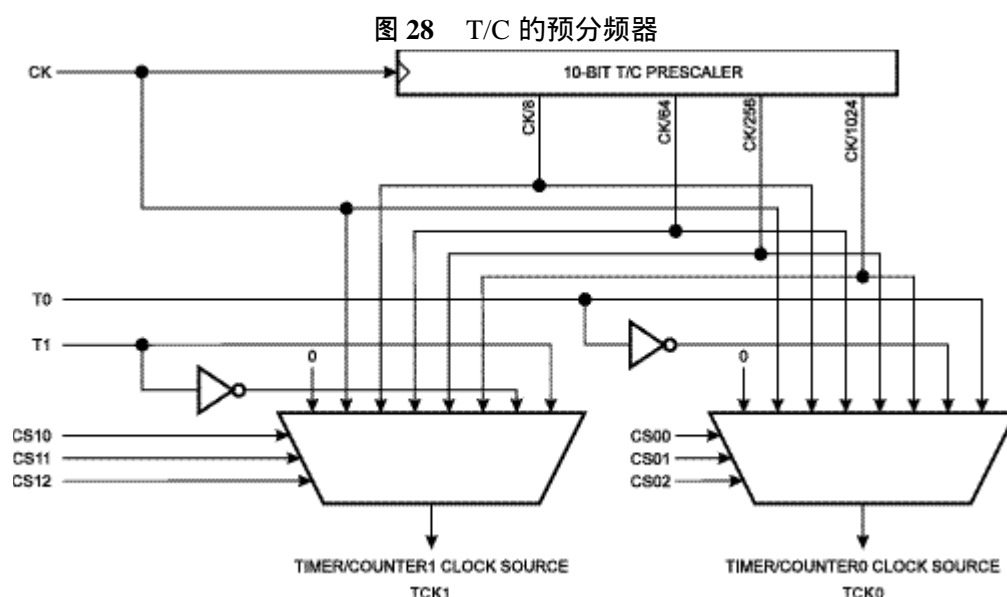 图 28 T/C 的预分频器
CK
10-BIT T/C PRESCALER
CK/8
CK/64
CK/256
CK/1024
T0
T1
0
0
CS10
CS11
CS12
CS00
CS01
CS02
TIMER/COUNTER1 CLOCK SOURCE
TCK1
TIMER/COUNTER0 CLOCK SOURCE
TCK0